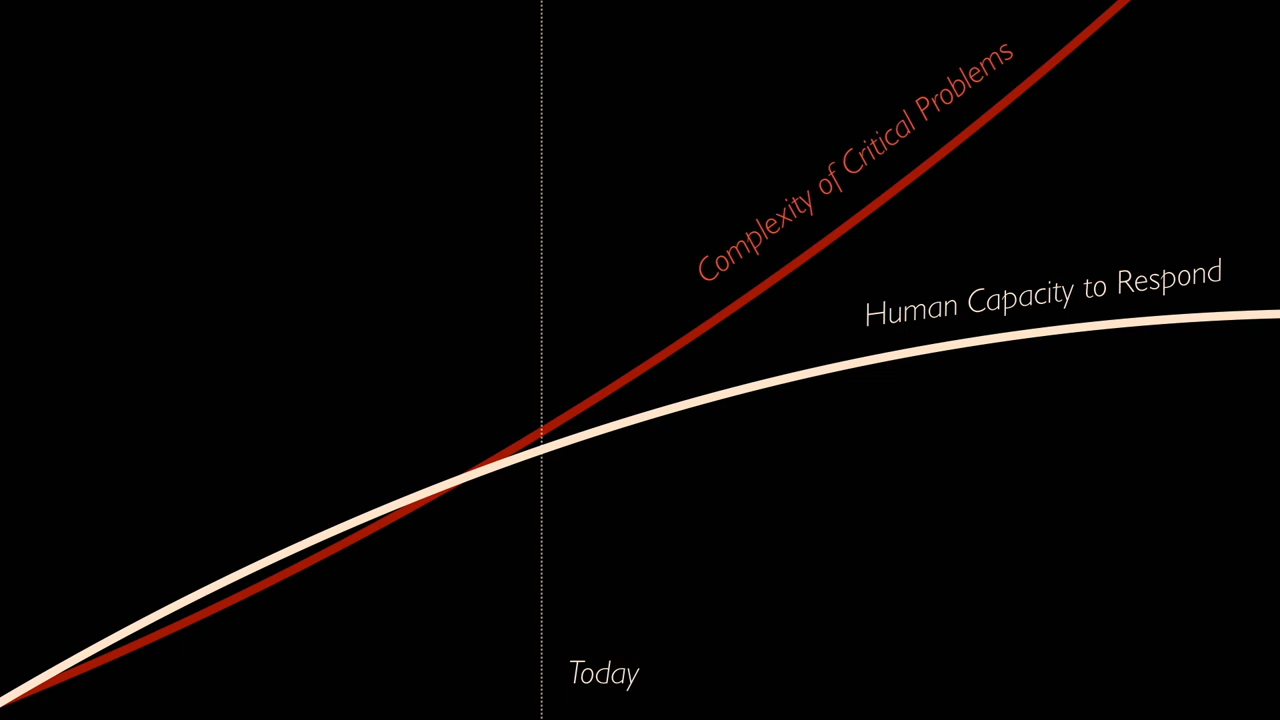 Complexity of Critical Problems
Human Capacity to Respond
Today